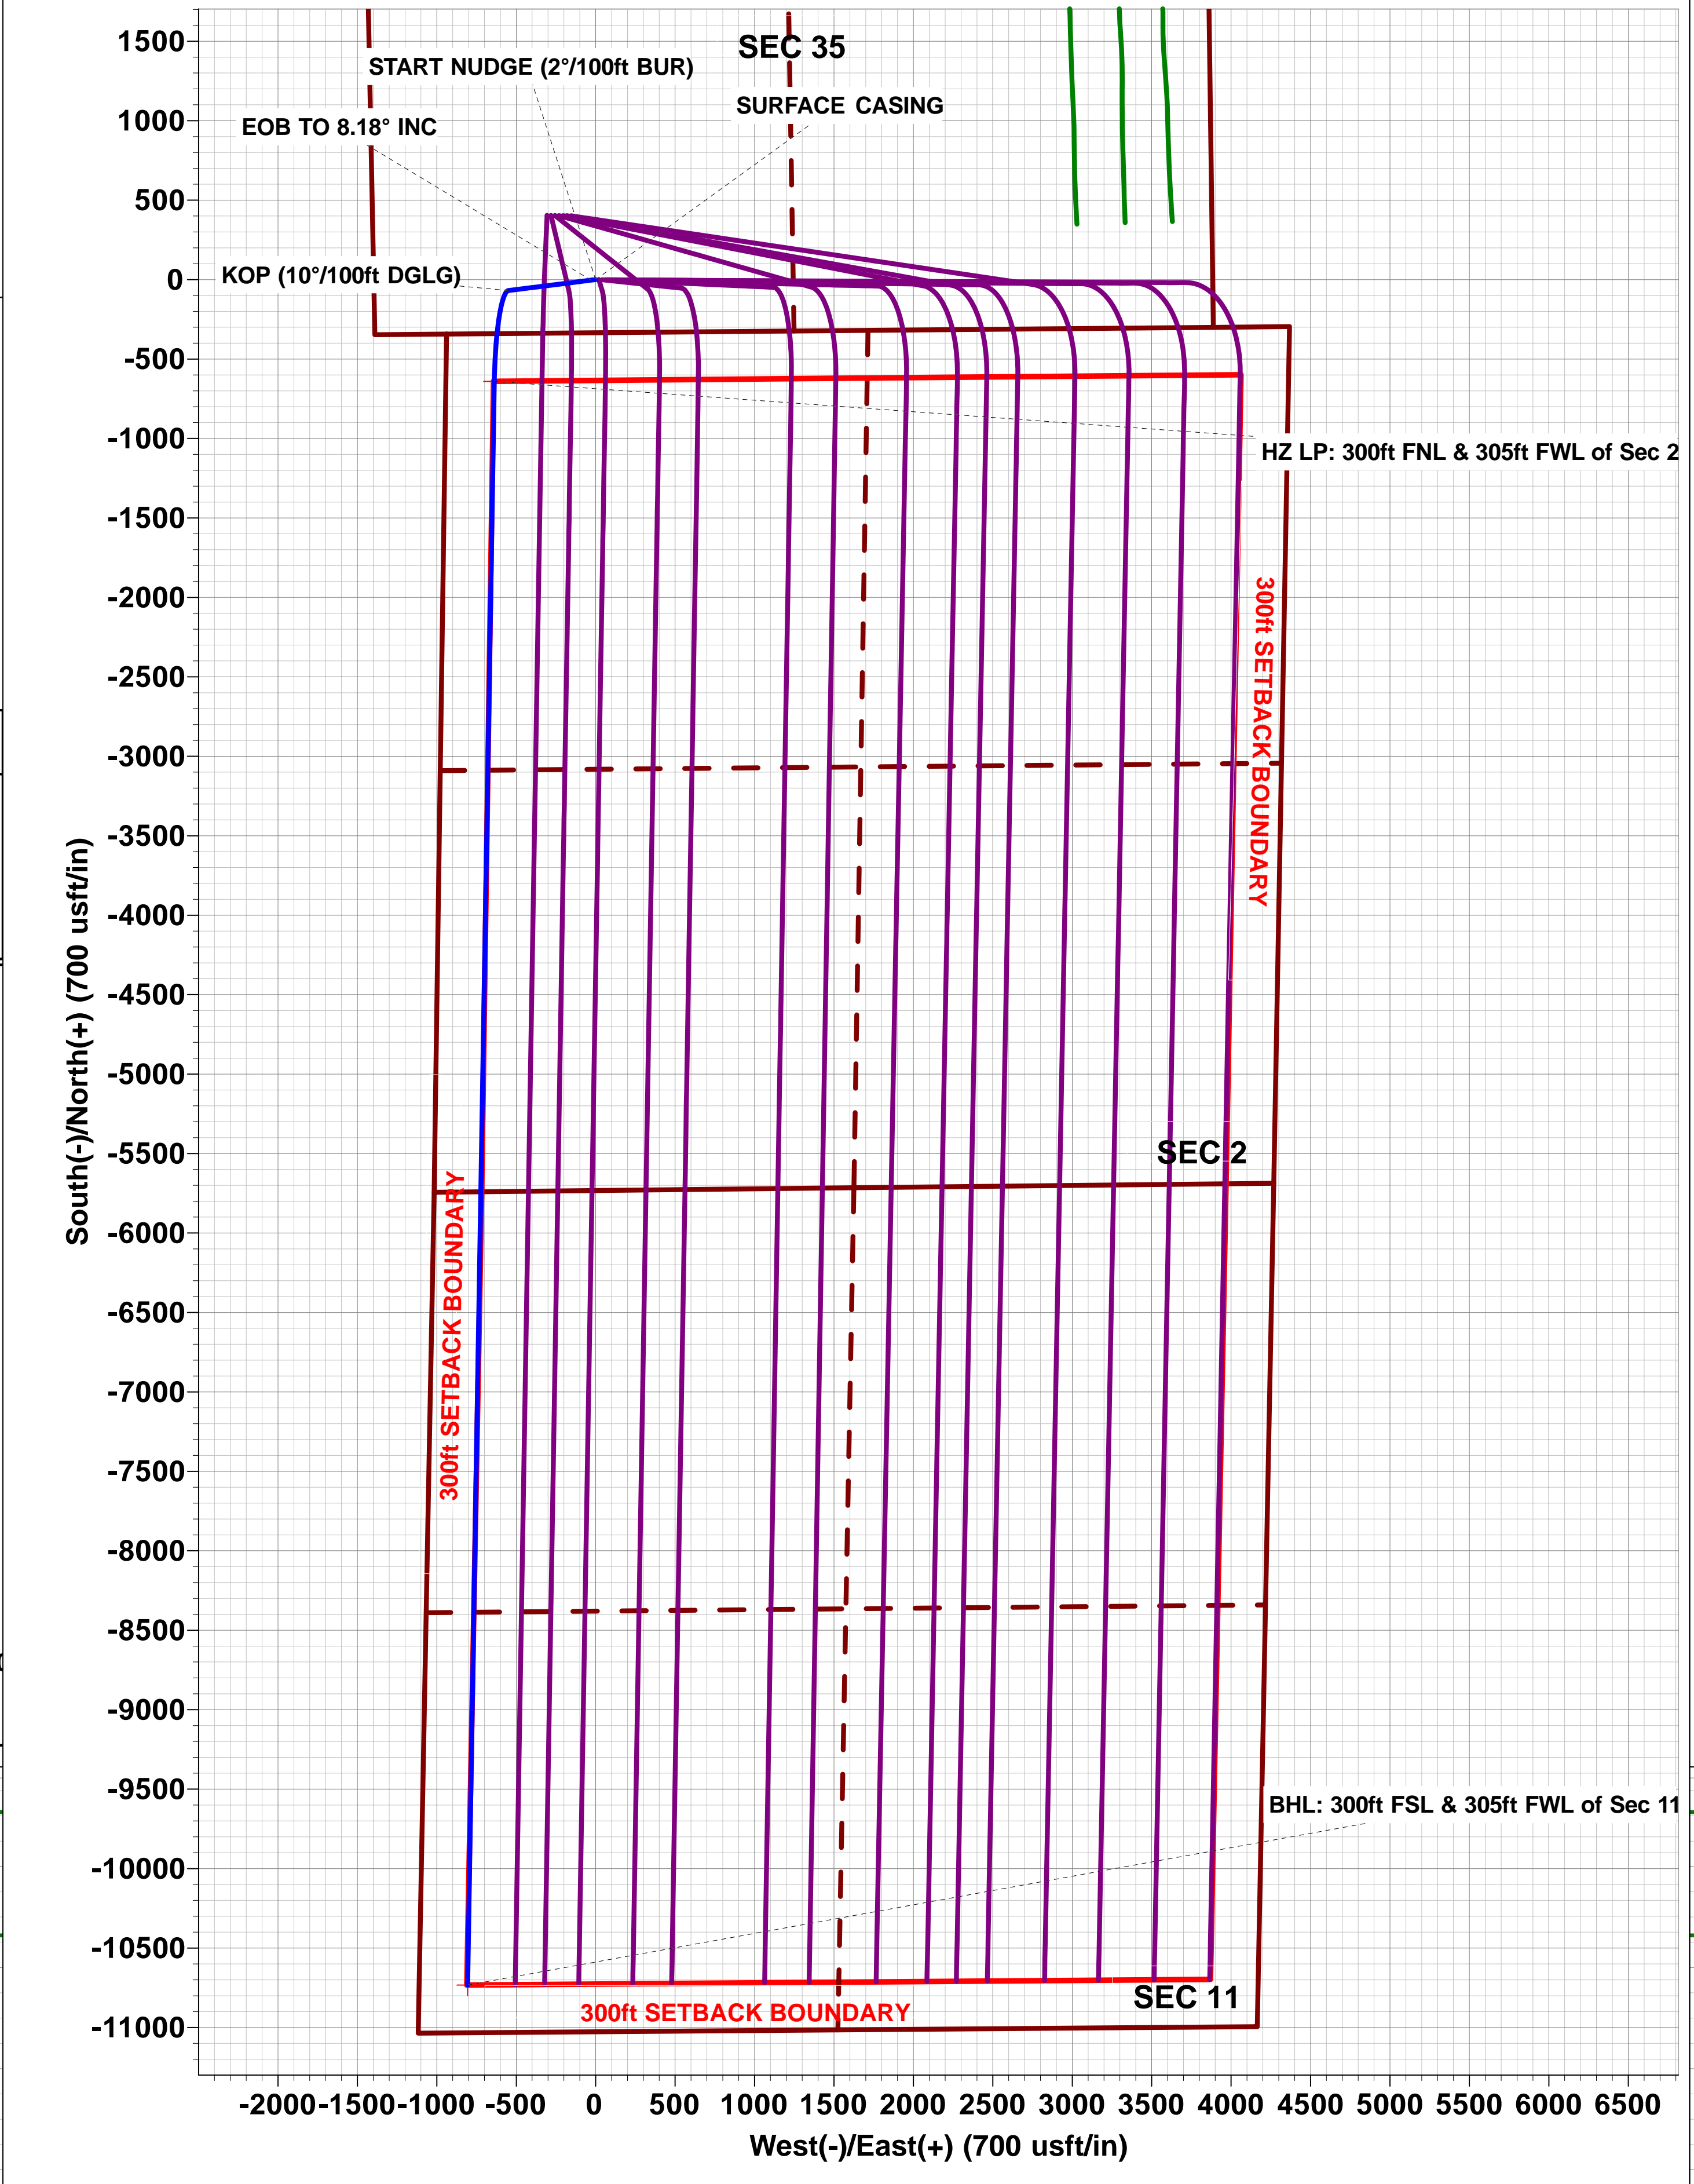 1500
1000
500
0
-500
-1000
-1500
-2000
-2500
-3000
-3500
-4000
-4500
-5000
-5500
-6000
-6500
-7000
-7500
-8000
-8500
-9000
-9500
-10000
-10500
-11000
South(-)/North(+) (700 usft/in)
SEC 35
START NUDGE (2°/100ft BUR)
SURFACE CASING
EOB TO 8.18° INC
KOP (10°/100ft DGLG)
HZ LP: 300ft FNL & 305ft FWL of Sec 2
300ft SETBACK BOUNDARY
SEC 2
300ft SETBACK BOUNDARY
BHL: 300ft FSL & 305ft FWL of Sec 11
SEC 11
300ft SETBACK BOUNDARY
-2000 -1500 -1000 -500 0 500 1000 1500 2000 2500 3000 3500 4000 4500 5000 5500 6000 6500
West(-)/East(+) (700 usft/in)